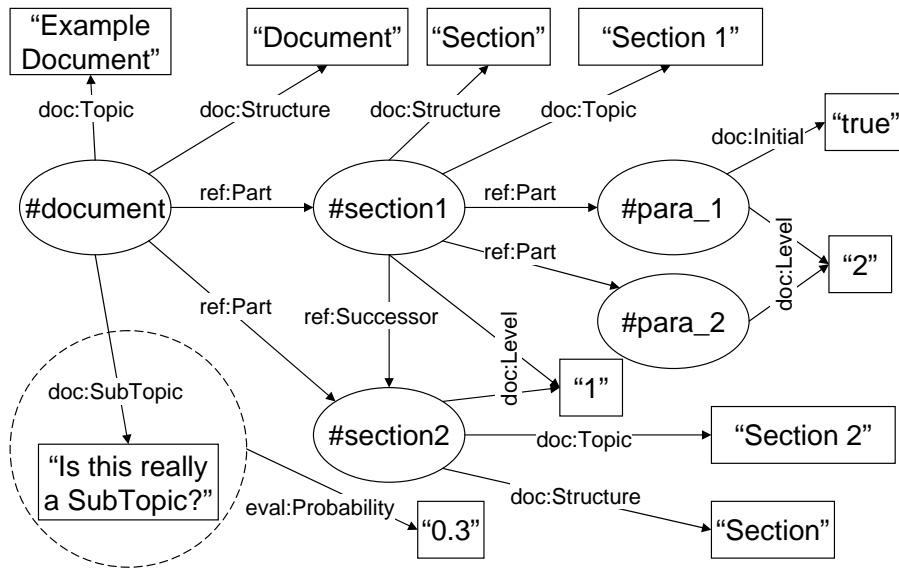 “Example
Document”
“Document”
“Section”
“Section 1”
doc:Topic
doc:Structure
doc:Structure
doc:Topic
doc:Initial
“true”
#document
ref:Part
#section1
ref:Part
#para_1
ref:Part
doc:Level
“2”
ref:Part
ref:Successor
#para_2
doc:Level
“1”
doc:SubTopic
#section2
doc:Topic
“Section 2”
“Is this really
a SubTopic?”
doc:Structure
eval:Probability
“0.3”
“Section”